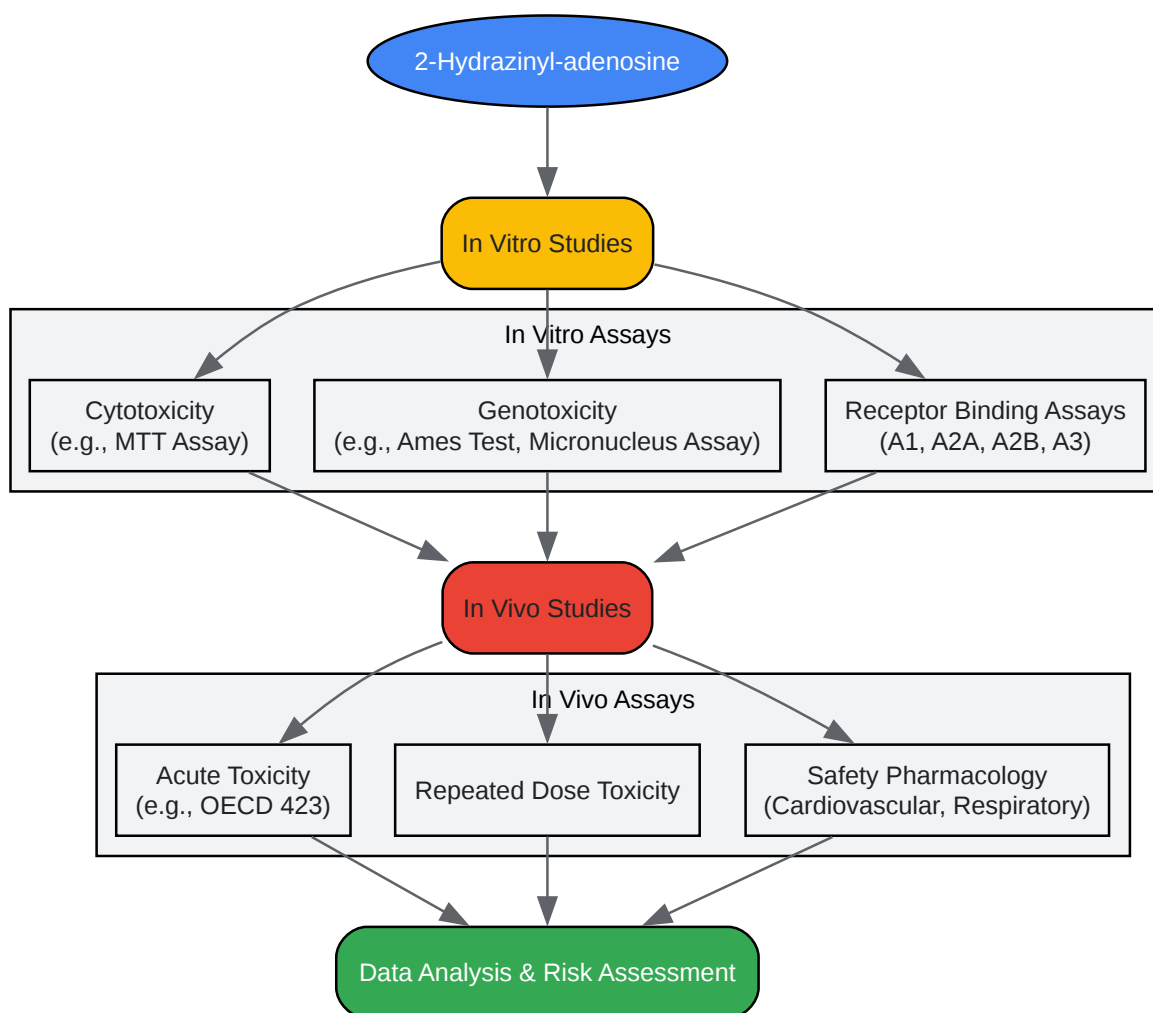 2-Hydrazinyl-adenosine
In Vitro Studies
In Vitro Assays
Cytotoxicity
(e.g., MTT Assay)
Genotoxicity
(e.g., Ames Test, Micronucleus Assay)
Receptor Binding Assays
(A1, A2A, A2B, A3)
In Vivo Studies
In Vivo Assays
Acute Toxicity
(e.g., OECD 423)
Repeated Dose Toxicity
Safety Pharmacology
(Cardiovascular, Respiratory)
Data Analysis & Risk Assessment